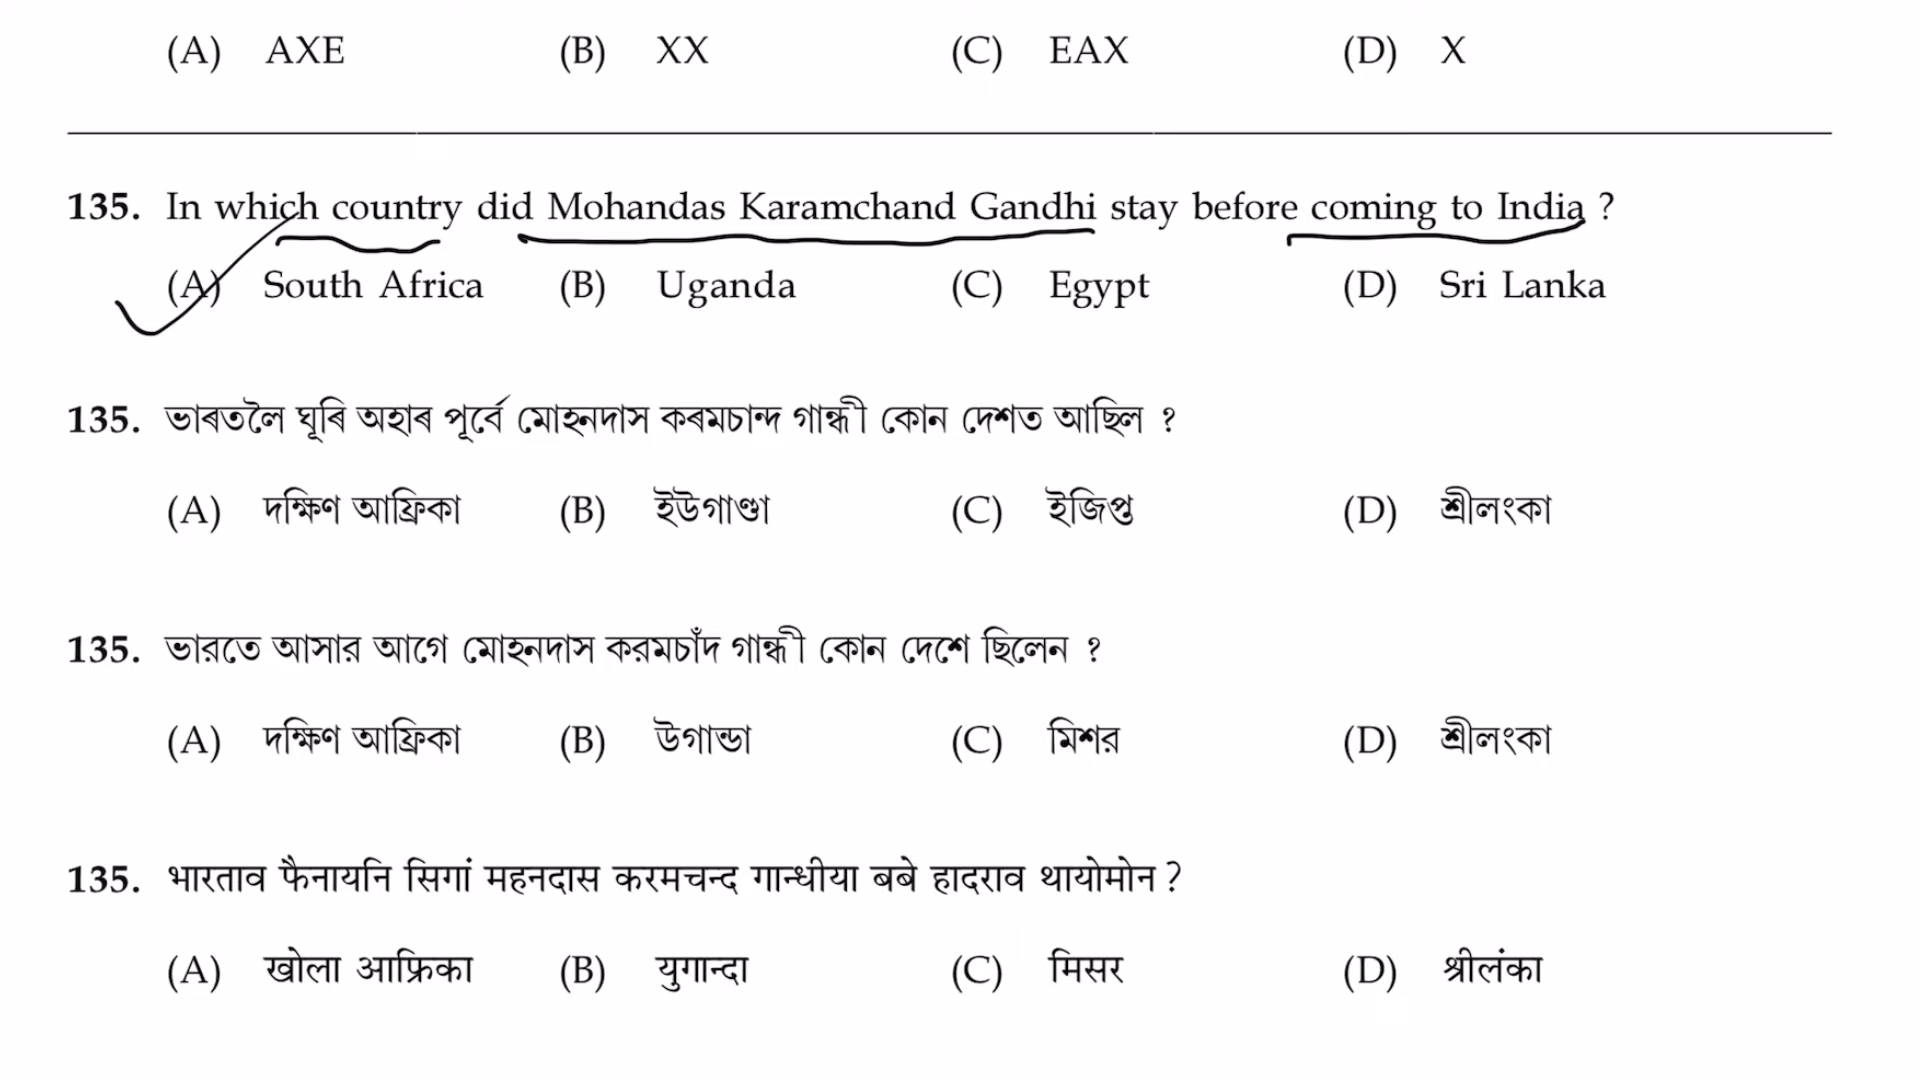 (A) AXE (B) XX (C) EAX (D) X
135. In which country did Mohandas Karamchand Gandhi stay before coming to India ?
(A) South Africa (B) Uganda (C) Egypt (D) Sri Lanka
135. ভাৰতলৈ ঘূৰি অহাৰ পূৰ্বে মোহনদাস কৰমচান্দ গান্ধী কোন দেশত আছিল ?
(A) দক্ষিণ আফ্ৰিকা (B) ইউগাণ্ডা (C) ইজিপ্ত (D) শ্ৰীলংকা
135. ভারতে আসার আগে মোহনদাস করমচাঁদ গান্ধী কোন দেশে ছিলেন ?
(A) দক্ষিণ আফ্রিকা (B) উগান্ডা (C) মিশর (D) শ্রীলংকা
135. भारताव फैनायनि सिगां महनदास करमचन्द गान्धीया बबे हादराव थायोमोन ?
(A) खोला आफ्रिका (B) युगान्दा (C) मिसर (D) श्रीलंका